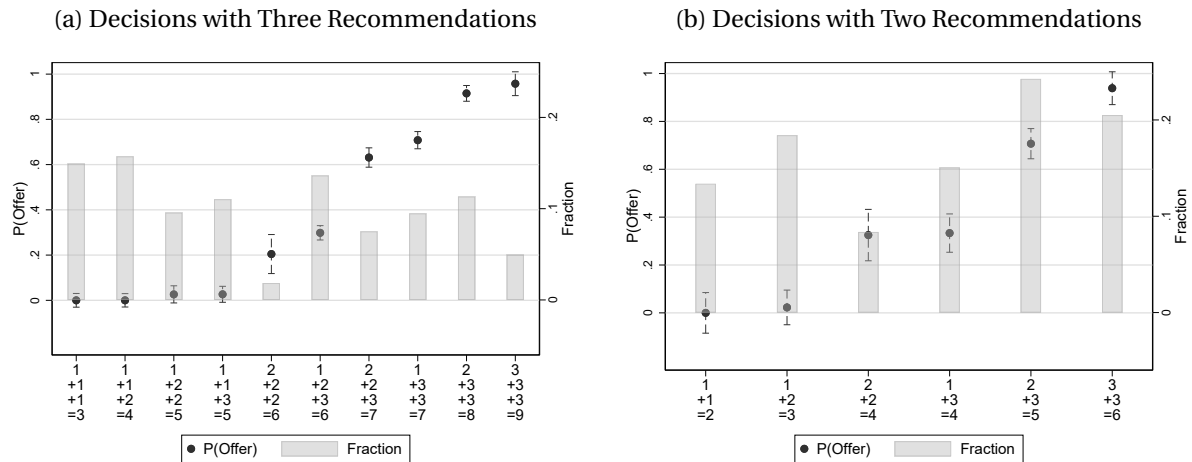 (a) Decisions with Three Recommendations
P(Offer)
0
.2
.4
.6
.8
1
Fraction
0
.1
.2
1 1 1 1 2 1 2 1 2 3
+1 +1 +2 +1 +2 +2 +2 +3 +3 +3
+1 +2 +2 +3 +2 +3 +3 +3 +3 +3
=3 =4 =5 =5 =6 =6 =7 =7 =8 =9
P(Offer) Fraction
(b) Decisions with Two Recommendations
P(Offer)
0
.2
.4
.6
.8
1
Fraction
0
.1
.2
1 1 2 1 2 3
+1 +2 +2 +3 +3 +3
=2 =3 =4 =4 =5 =6
P(Offer) Fraction